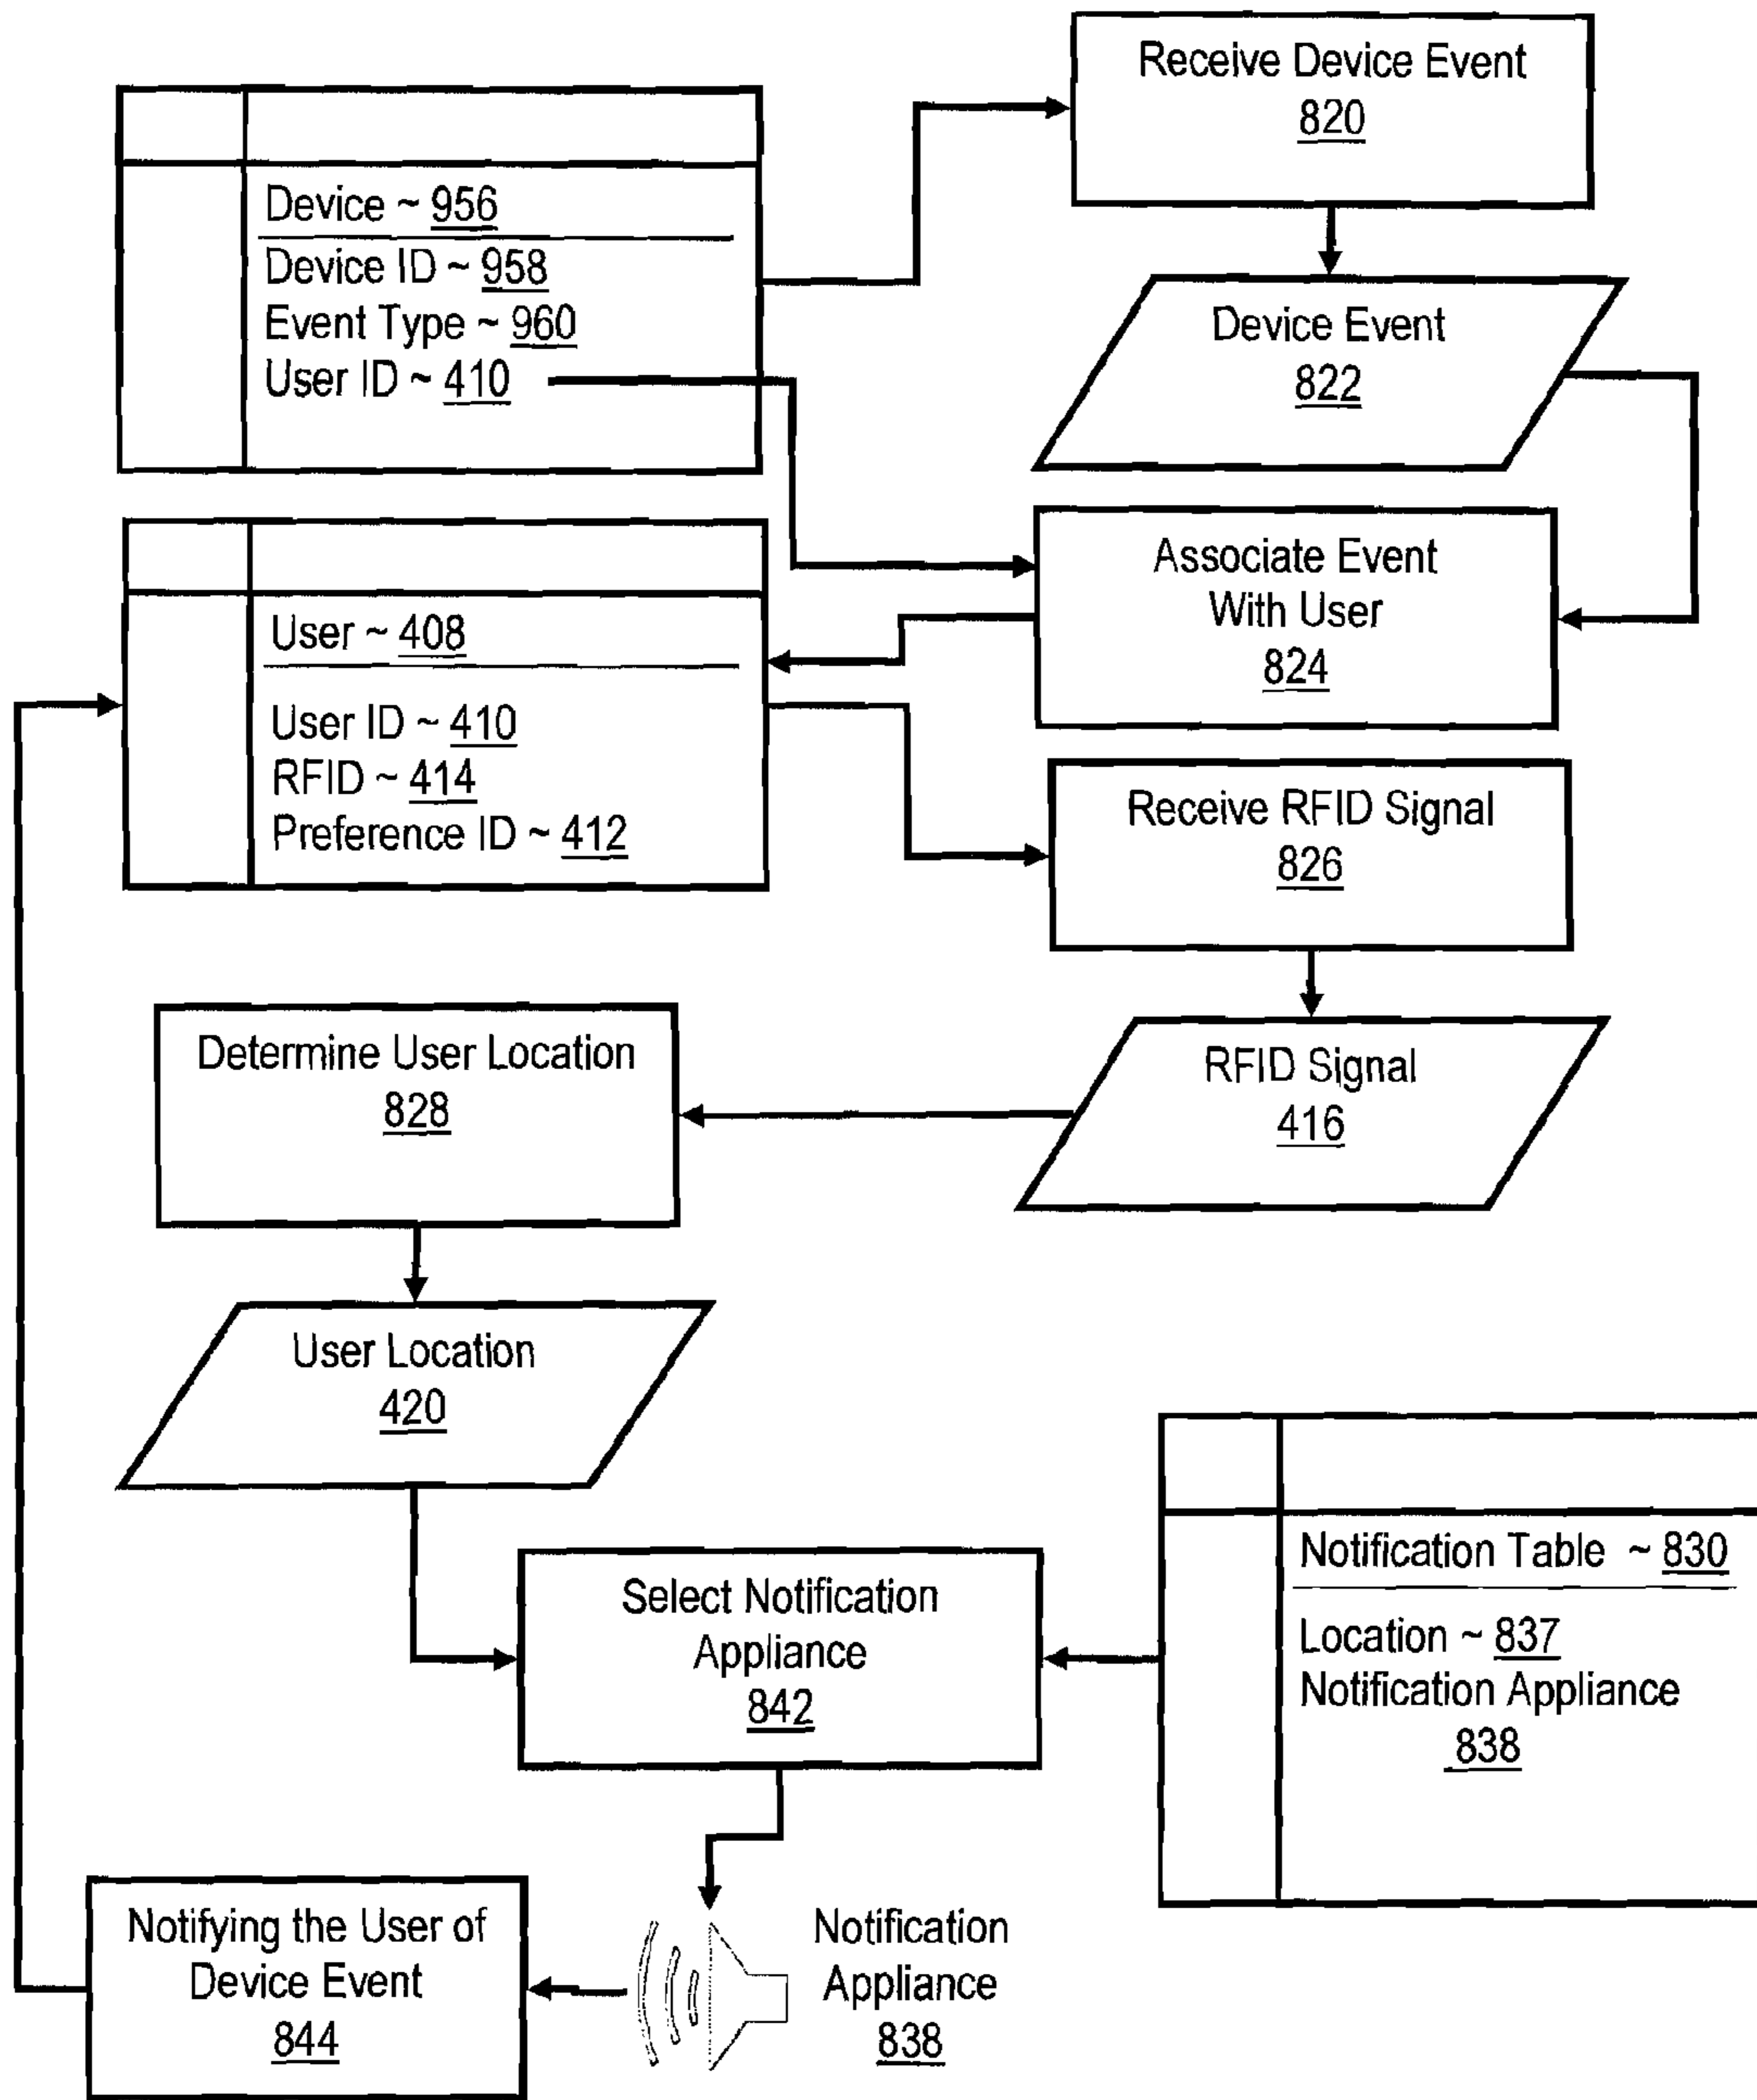 Receive Device Event
820
Device ~ 956
Device ID ~ 958
Event Type ~ 960
User ID ~ 410
Device Event
822
Associate Event
With User
824
User ~ 408
User ID ~ 410
RFID ~ 414
Preference ID ~ 412
Receive RFID Signal
826
Determine User Location
828
RFID Signal
416
User Location
420
Notification Table ~ 830
Location ~ 837
Notification Appliance
838
Select Notification
Appliance
842
Notifying the User of
Device Event
844
Notification
Appliance
838